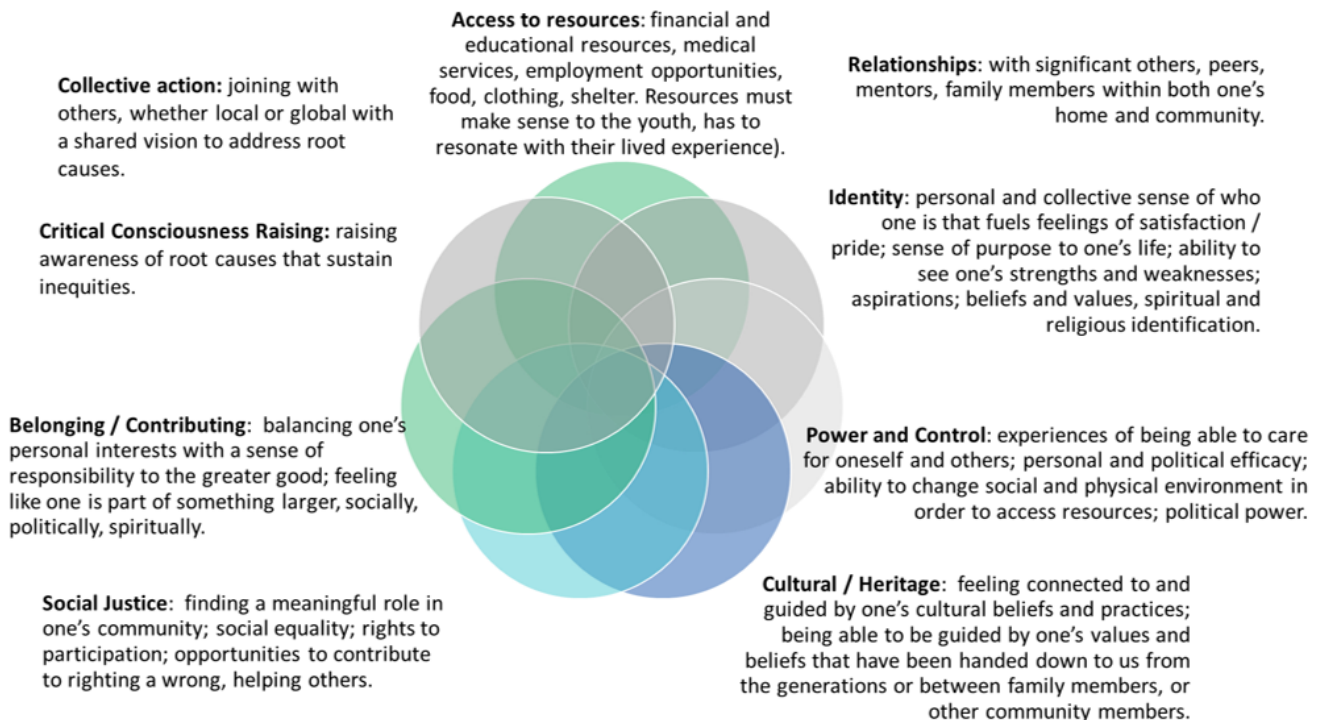 Access to resources: financial and
educational resources, medical
services, employment opportunities,
food, clothing, shelter. Resources must
make sense to the youth, has to
resonate with their lived experience).
Relationships: with significant others, peers,
mentors, family members within both one's
home and community.
Identity: personal and collective sense of who
one is that fuels feelings of satisfaction /
pride; sense of purpose to one's life; ability to
see one's strengths and weaknesses;
aspirations; beliefs and values, spiritual and
religious identification.
Power and Control: experiences of being able to care
for oneself and others; personal and political efficacy;
ability to change social and physical environment in
order to access resources; political power.
Cultural / Heritage: feeling connected to and
guided by one's cultural beliefs and practices;
being able to be guided by one's values and
beliefs that have been handed down to us from
the generations or between family members, or
other community members.
Social Justice: finding a meaningful role in
one's community; social equality; rights to
participation; opportunities to contribute
to righting a wrong, helping others.
Belonging / Contributing: balancing one's
personal interests with a sense of
responsibility to the greater good; feeling
like one is part of something larger, socially,
politically, spiritually.
Critical Consciousness Raising: raising
awareness of root causes that sustain
inequities.
Collective action: joining with
others, whether local or global with
a shared vision to address root
causes.